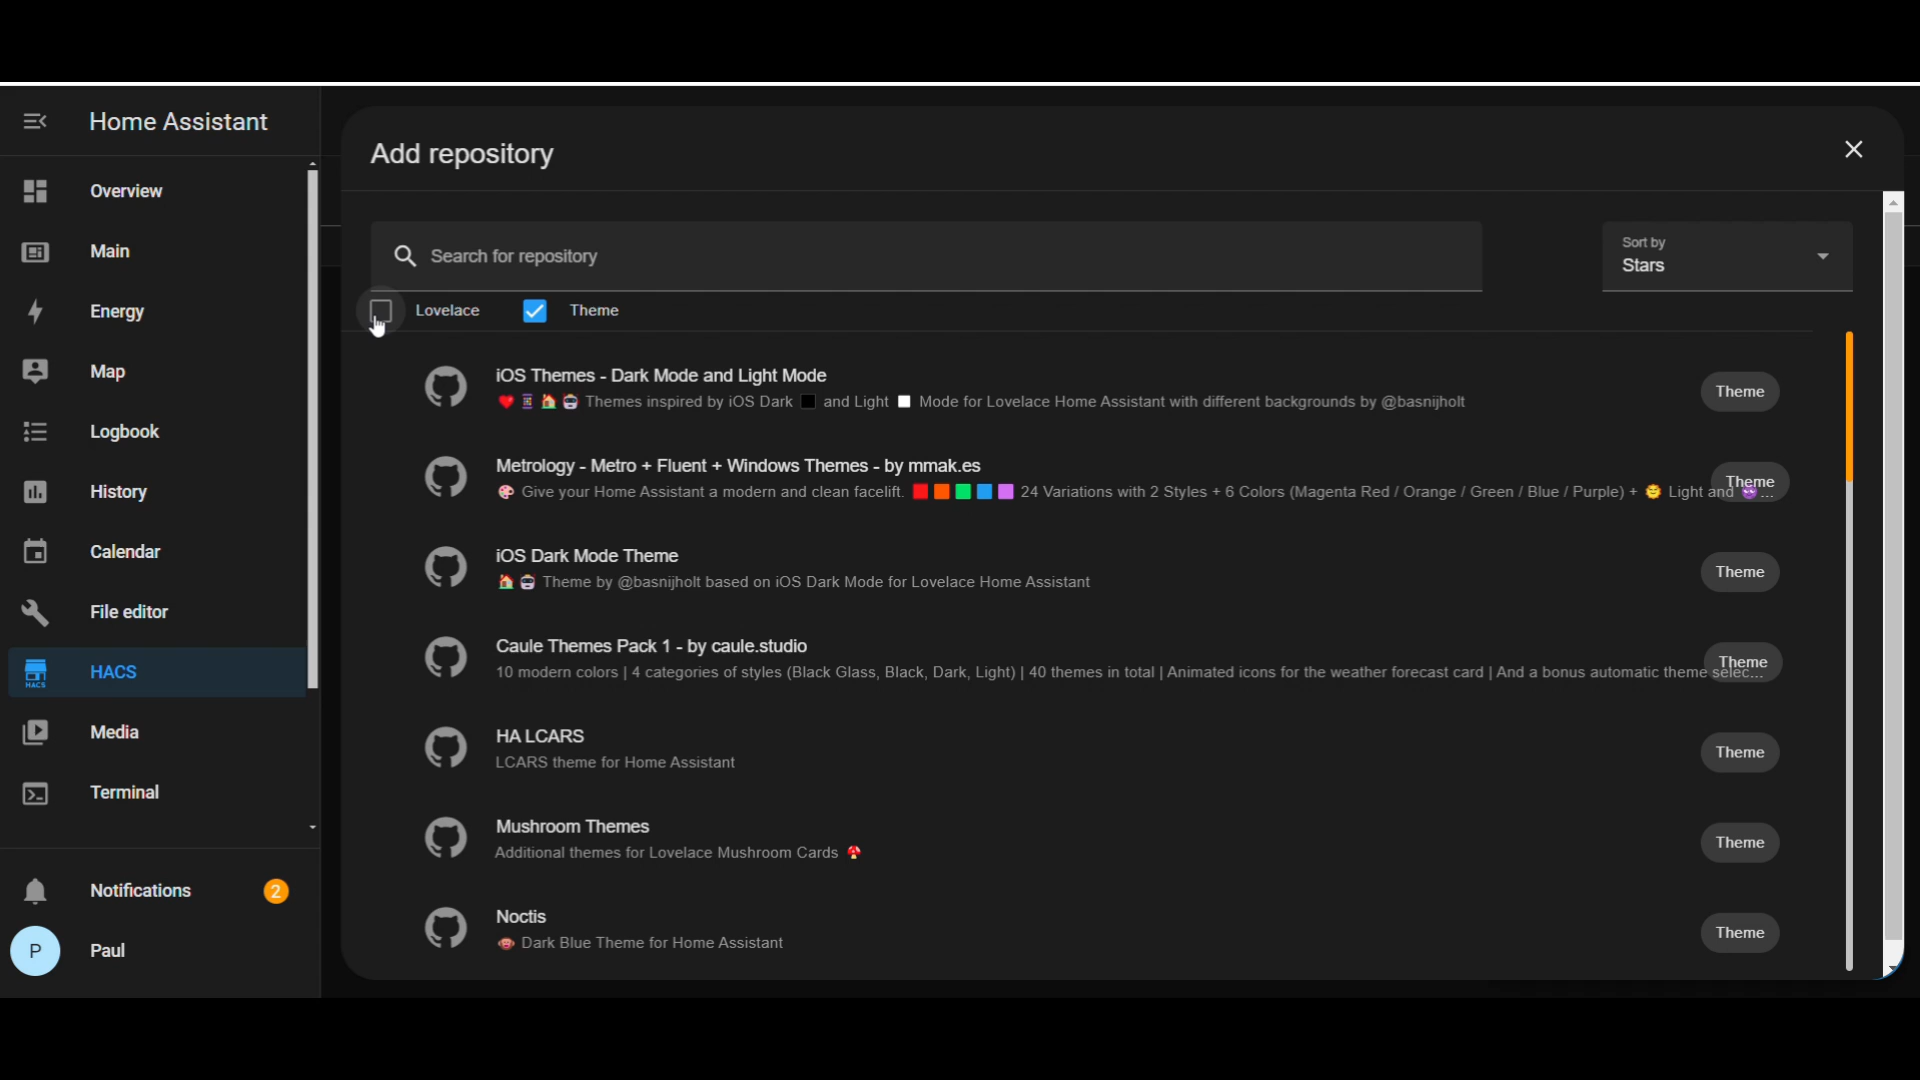 Home Assistant
Overview
Main
Energy
Map
Logbook
History
Calendar
File editor
HACS
HACS
Media
Terminal
Notifications
2
P
Paul
Add repository
Search for repository
Sort by
Stars
Lovelace
Theme
iOS Themes - Dark Mode and Light Mode
Themes inspired by iOS Dark and Light Mode for Lovelace Home Assistant with different backgrounds by @basnijholt
Theme
Metrology - Metro + Fluent + Windows Themes - by mmak.es
Give your Home Assistant a modern and clean facelift. 24 Variations with 2 Styles + 6 Colors (Magenta Red / Orange / Green / Blue / Purple) + Light and ...
Theme
iOS Dark Mode Theme
Theme by @basnijholt based on iOS Dark Mode for Lovelace Home Assistant
Theme
Caule Themes Pack 1 - by caule.studio
10 modern colors | 4 categories of styles (Black Glass, Black, Dark, Light) | 40 themes in total | Animated icons for the weather forecast card | And a bonus automatic theme selec...
Theme
HA LCARS
LCARS theme for Home Assistant
Theme
Mushroom Themes
Additional themes for Lovelace Mushroom Cards
Theme
Noctis
Dark Blue Theme for Home Assistant
Theme